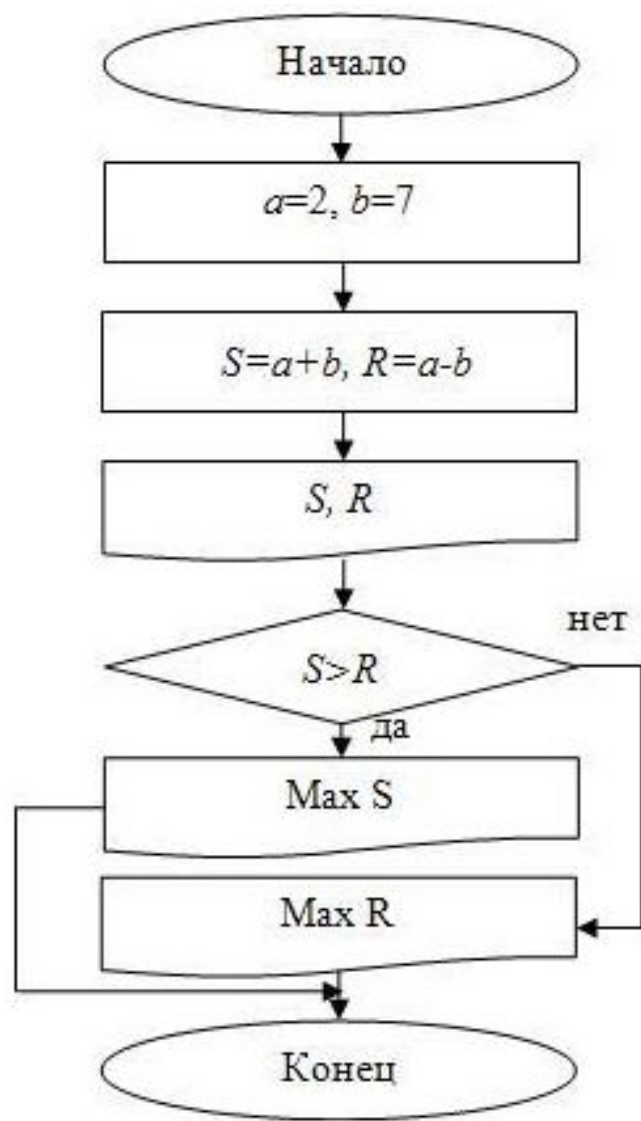 Начало
a=2, b=7
S=a+b, R=a-b
S, R
нет
S>R
да
Max S
Max R
Конец